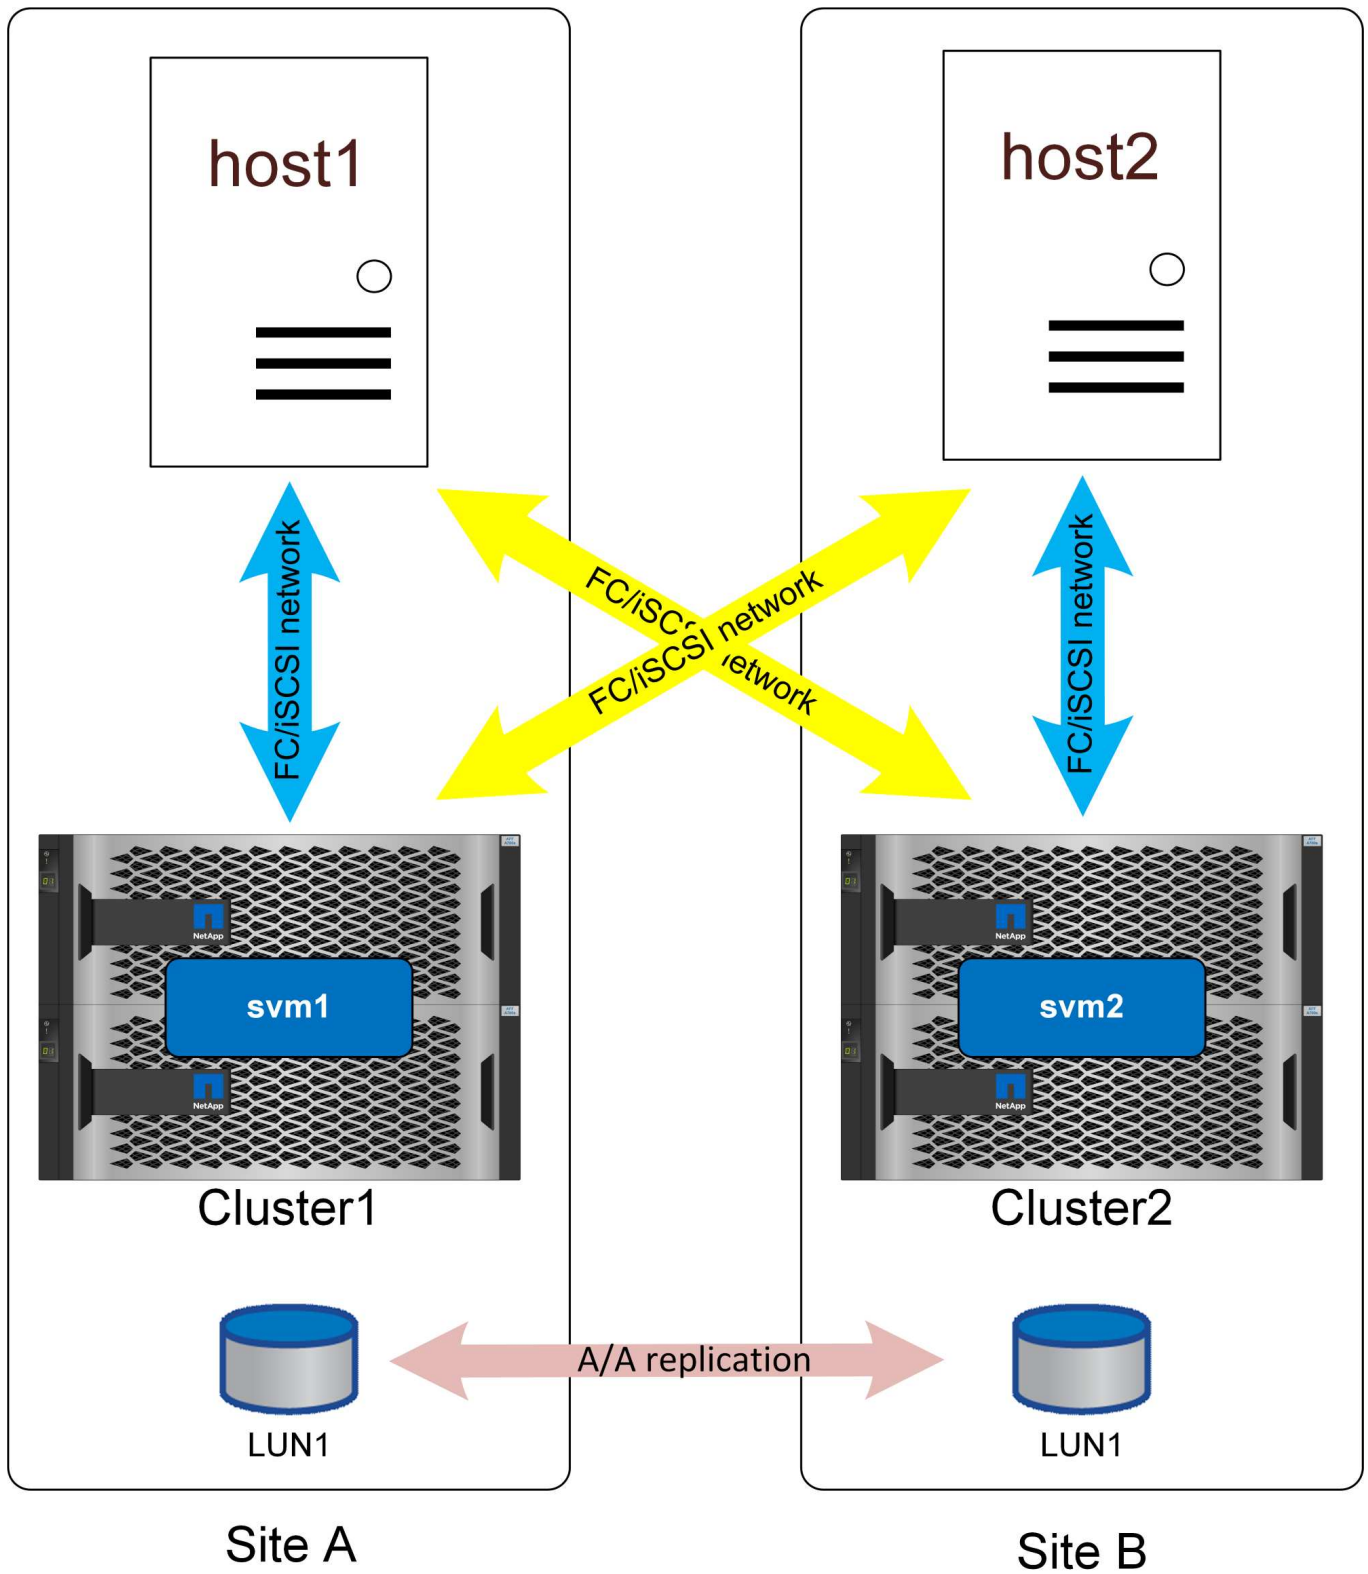 host1
host2
FC/iSCSI network
FC/iSCSI network
FC/iSCSI network
FC/iSCSI network
NetApp
svm1
NetApp
NetApp
svm2
NetApp
Cluster1
Cluster2
A/A replication
LUN1
LUN1
Site A
Site B